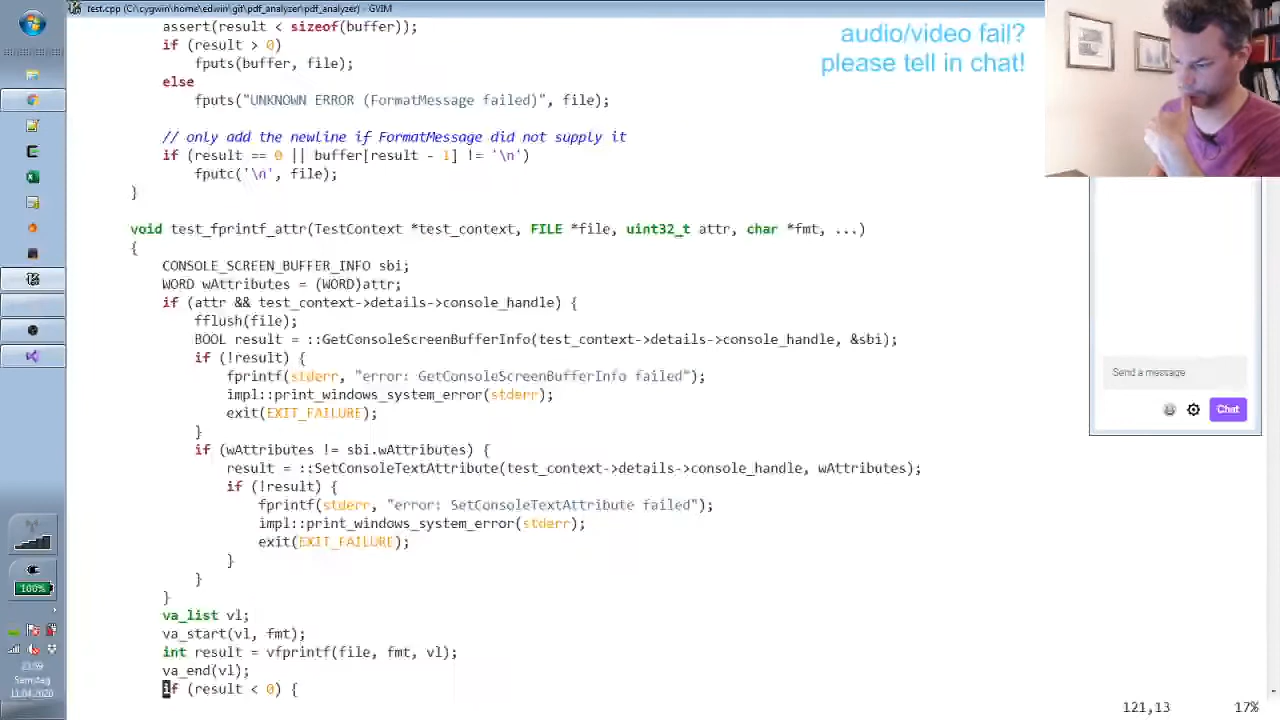 test.cpp (C:\cygwin\home\edwin\git\pdf_analyzer\pdf_analyzer) - GVIM
assert(result < sizeof(buffer));
if (result > 0)
fputs(buffer, file);
else
fputs("UNKNOWN ERROR (FormatMessage failed)", file);
// only add the newline if FormatMessage did not supply it
if (result == 0 || buffer[result - 1] != '\n')
fputc('\n', file);
}
void test_fprintf_attr(TestContext *test_context, FILE *file, uint32_t attr, char *fmt, ...)
{
CONSOLE_SCREEN_BUFFER_INFO sbi;
WORD wAttributes = (WORD)attr;
if (attr && test_context->details->console_handle) {
fflush(file);
BOOL result = ::GetConsoleScreenBufferInfo(test_context->details->console_handle, &sbi);
if (!result) {
fprintf(stderr, "error: GetConsoleScreenBufferInfo failed");
impl::print_windows_system_error(stderr);
exit(EXIT_FAILURE);
}
if (wAttributes != sbi.wAttributes) {
result = ::SetConsoleTextAttribute(test_context->details->console_handle, wAttributes);
if (!result) {
fprintf(stderr, "error: SetConsoleTextAttribute failed");
impl::print_windows_system_error(stderr);
exit(EXIT_FAILURE);
}
}
}
va_list vl;
va_start(vl, fmt);
int result = vfprintf(file, fmt, vl);
va_end(vl);
if (result < 0) {
121,13 17%
audio/video fail?
please tell in chat!
Send a message
Chat
100%
23:59
Samstag
11.04.2020